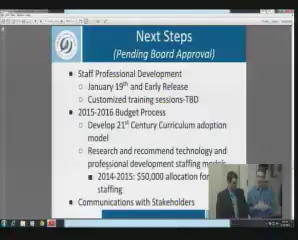 Next Steps
(Pending Board Approval)
• Staff Professional Development
○ January 19th and Early Release
○ Customized training sessions-TBD
• 2015-2016 Budget Process
○ Develop 21st Century Curriculum adoption
model
○ Research and recommend technology and
professional development staffing models
■ 2014-2015: $50,000 allocation for
staffing
• Communications with Stakeholders